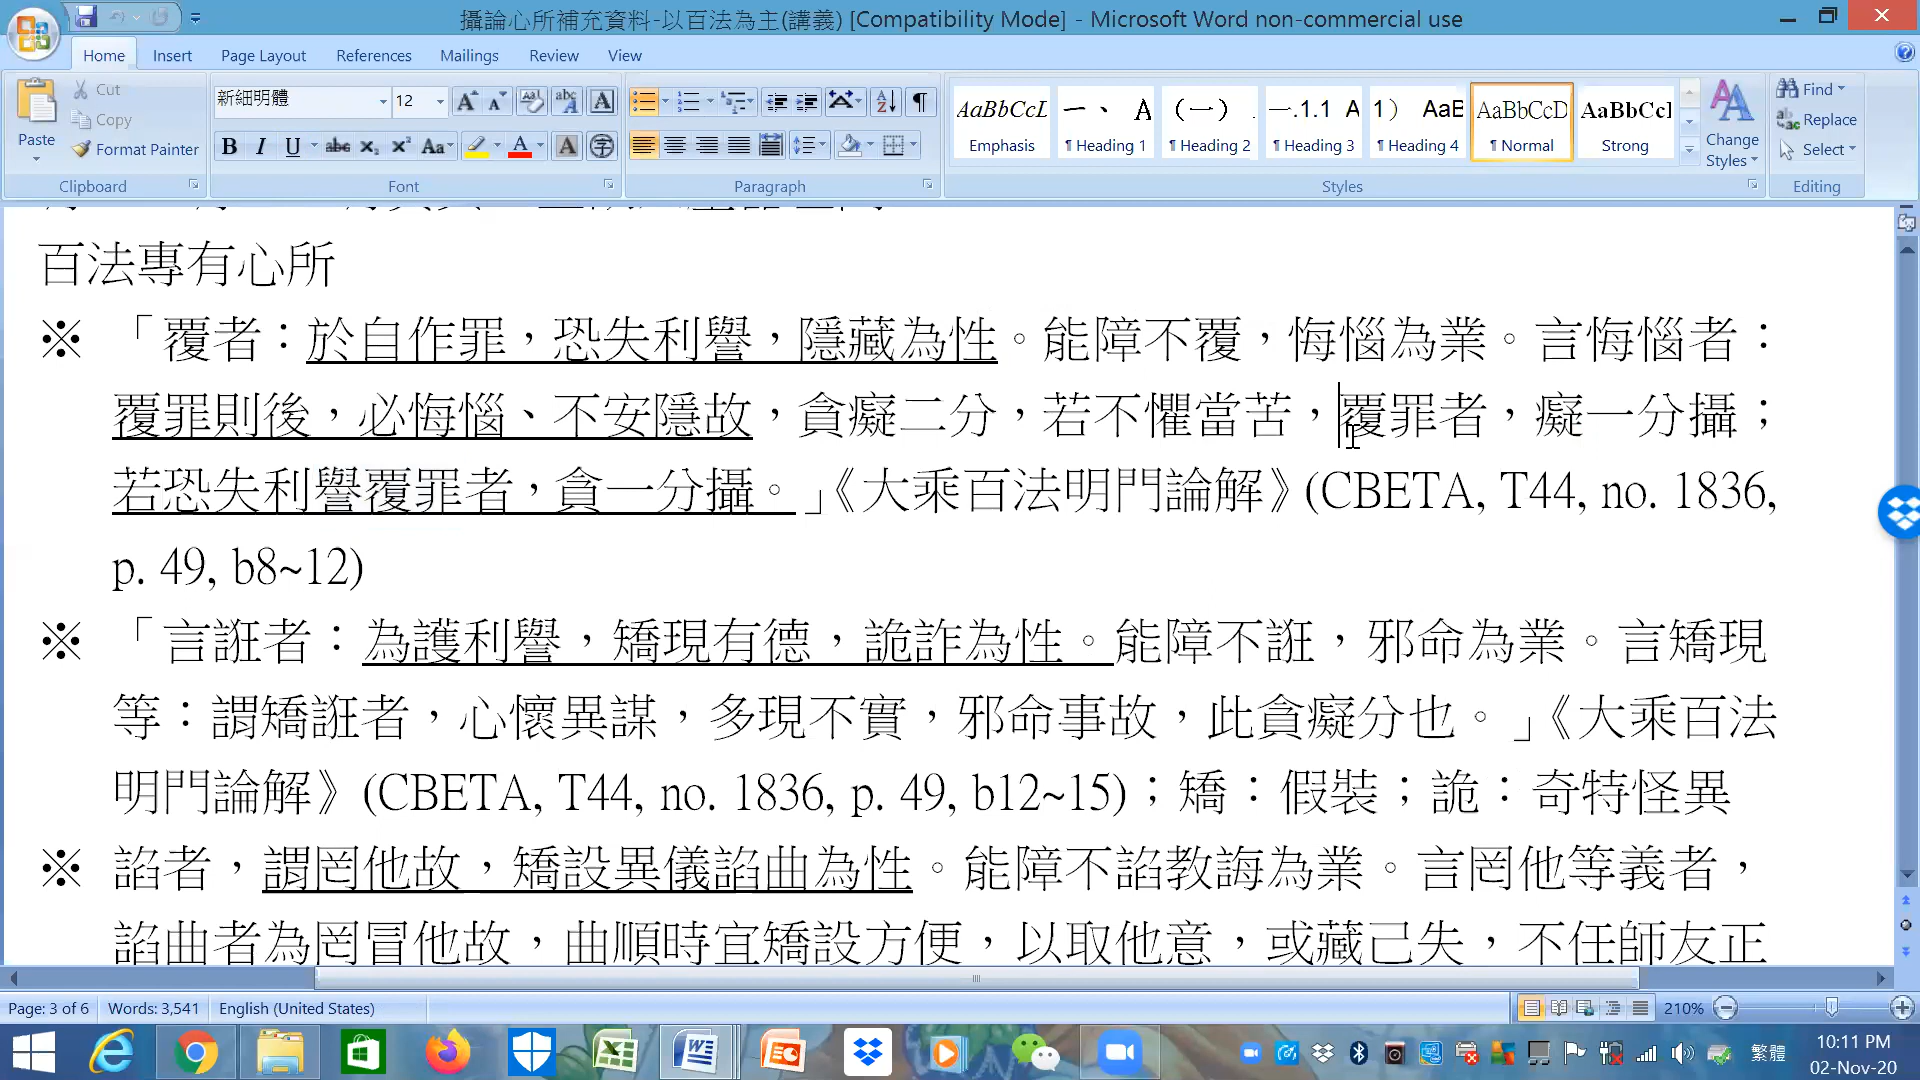 攝論心所補充資料-以百法為主(講義) [Compatibility Mode] - Microsoft Word non-commercial use
Home Insert Page Layout References Mailings Review View
Paste
Cut
Copy
Format Painter
新細明體 12
AaBbCcL 一、 A (一) 一.1.1 A 1) AaB AaBbCcD AaBbCcI
Emphasis ¶ Heading 1 ¶ Heading 2 ¶ Heading 3 ¶ Heading 4 ¶ Normal Strong
Change Styles
Find
Replace
Select
Clipboard Font Paragraph Styles Editing
百法專有心所
※ 「覆者：於自作罪，恐失利譽，隱藏為性。能障不覆，悔惱為業。言悔惱者：
覆罪則後，必悔惱、不安隱故，貪癡二分，若不懼當苦，覆罪者，癡一分攝；
若恐失利譽覆罪者，貪一分攝。」《大乘百法明門論解》(CBETA, T44, no. 1836,
p. 49, b8~12)
※ 「言誑者：為護利譽，矯現有德，詭詐為性。能障不誑，邪命為業。言矯現
等：謂矯誑者，心懷異謀，多現不實，邪命事故，此貪癡分也。」《大乘百法
明門論解》(CBETA, T44, no. 1836, p. 49, b12~15)；矯：假裝；詭：奇特怪異
※ 諂者，謂罔他故，矯設異儀諂曲為性。能障不諂教誨為業。言罔他等義者，
諂曲者為罔冒他故，曲順時宜矯設方便，以取他意，或藏己失，不任師友正
Page: 3 of 6 Words: 3,541 English (United States) 210%
繁體
10:11 PM
02-Nov-20